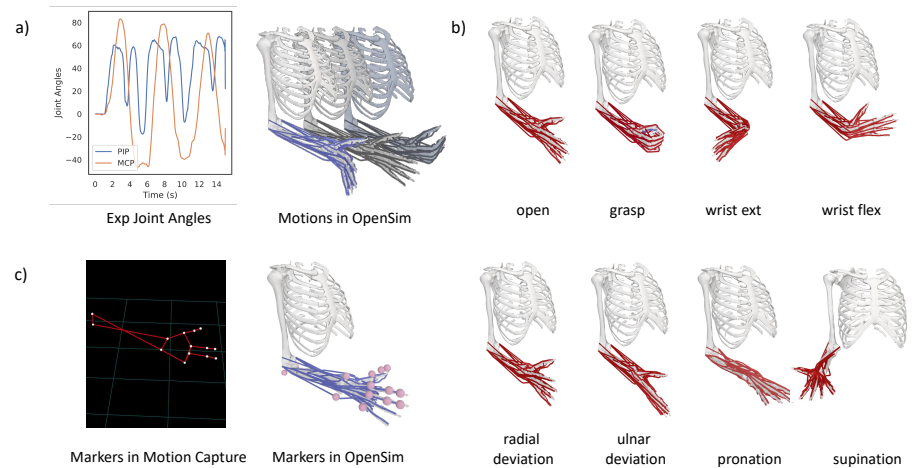 a)
b)
80
60
40
20
0
−20
−40
Joint Angles
PIP
MCP
0 2 4 6 8 10 12 14
Time (s)
Exp Joint Angles
Motions in OpenSim
open
grasp
wrist ext
wrist flex
c)
Markers in Motion Capture
Markers in OpenSim
radial
deviation
ulnar
deviation
pronation
supination